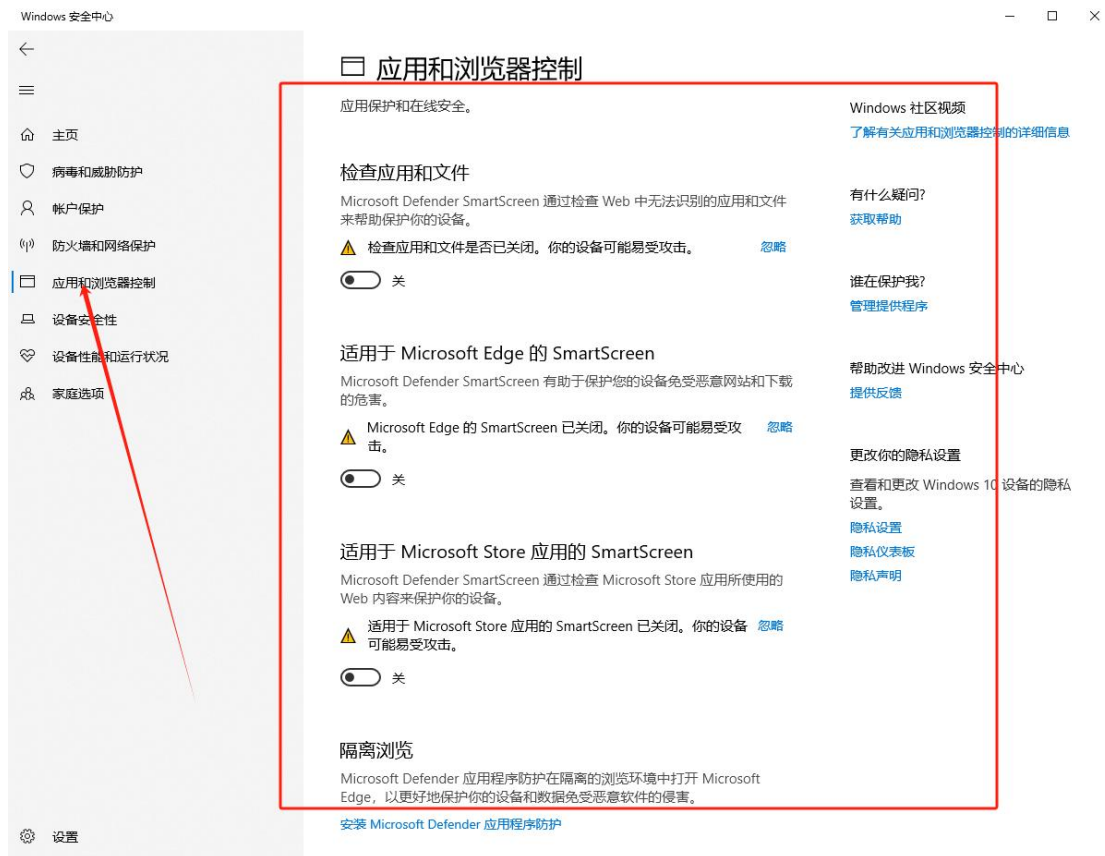 Windows 安全中心
主页
病毒和威胁防护
帐户保护
防火墙和网络保护
应用和浏览器控制
设备安全性
设备性能和运行状况
家庭选项
设置
应用和浏览器控制
应用保护和在线安全。
检查应用和文件
Microsoft Defender SmartScreen 通过检查 Web 中无法识别的应用和文件
来帮助保护你的设备。
检查应用和文件是否已关闭。你的设备可能易受攻击。
忽略
关
适用于 Microsoft Edge 的 SmartScreen
Microsoft Defender SmartScreen 有助于保护您的设备免受恶意网站和下载
的危害。
Microsoft Edge 的 SmartScreen 已关闭。你的设备可能易受攻
击。
忽略
关
适用于 Microsoft Store 应用的 SmartScreen
Microsoft Defender SmartScreen 通过检查 Microsoft Store 应用所使用的
Web 内容来保护你的设备。
适用于 Microsoft Store 应用的 SmartScreen 已关闭。你的设备
可能易受攻击。
忽略
关
隔离浏览
Microsoft Defender 应用程序防护在隔离的浏览环境中打开 Microsoft
Edge，以更好地保护你的设备和数据免受恶意软件的侵害。
安装 Microsoft Defender 应用程序防护
Windows 社区视频
了解有关应用和浏览器控制的详细信息
有什么疑问?
获取帮助
谁在保护我?
管理提供程序
帮助改进 Windows 安全中心
提供反馈
更改你的隐私设置
查看和更改 Windows 10 设备的隐私
设置。
隐私设置
隐私仪表板
隐私声明